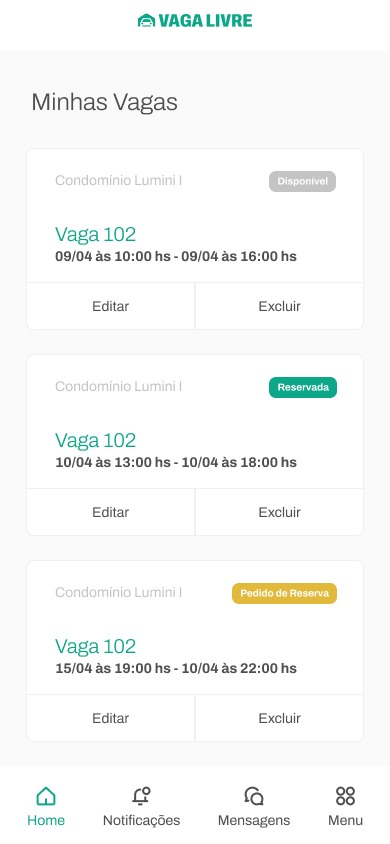 VAGA LIVRE
Minhas Vagas
Condomínio Lumini I
Disponível
Vaga 102
09/04 às 10:00 hs - 09/04 às 16:00 hs
Editar
Excluir
Condomínio Lumini I
Reservada
Vaga 102
10/04 às 13:00 hs - 10/04 às 18:00 hs
Editar
Excluir
Condomínio Lumini I
Pedido de Reserva
Vaga 102
15/04 às 19:00 hs - 10/04 às 22:00 hs
Editar
Excluir
Home
Notificações
Mensagens
Menu